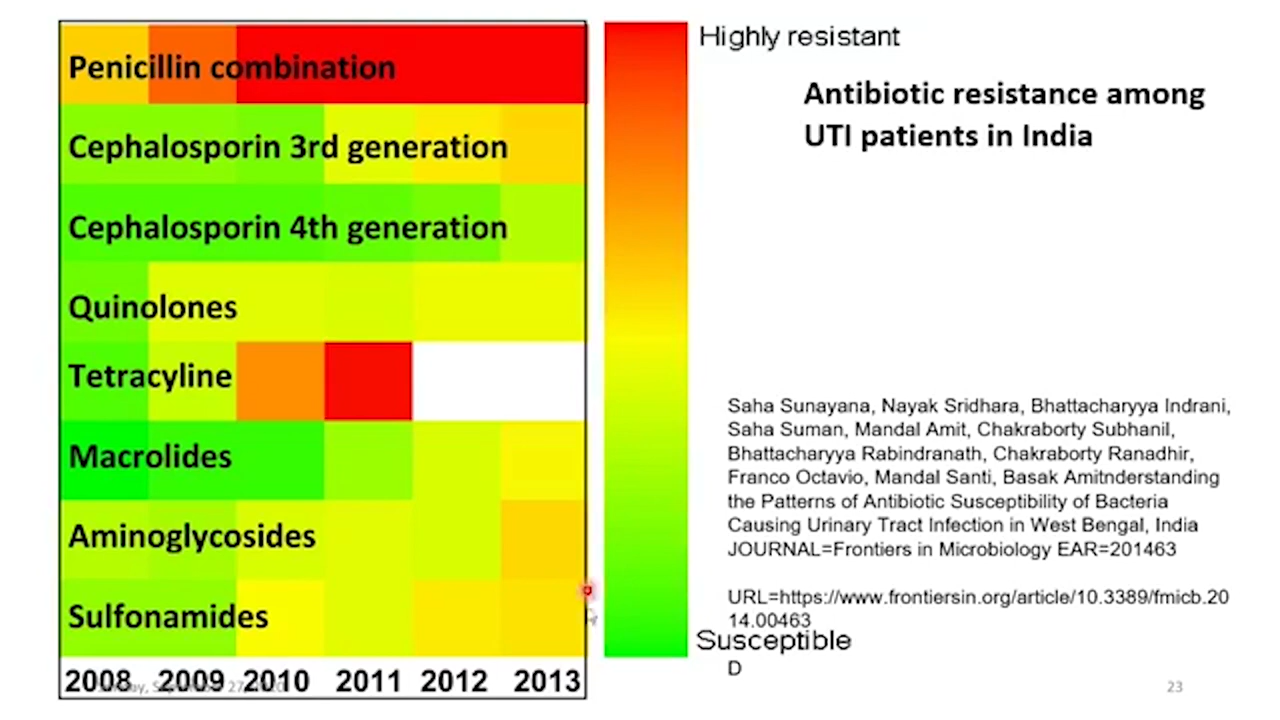 Penicillin combination
Cephalosporin 3rd generation
Cephalosporin 4th generation
Quinolones
Tetracyline
Macrolides
Aminoglycosides
Sulfonamides
2008 2009 2010 2011 2012 2013
Highly resistant
Susceptible
Antibiotic resistance among
UTI patients in India
Saha Sunayana, Nayak Sridhara, Bhattacharyya Indrani,
Saha Suman, Mandal Amit, Chakraborty Subhanil,
Bhattacharyya Rabindranath, Chakraborty Ranadhir,
Franco Octavio, Mandal Santi, Basak Amitnderstanding
the Patterns of Antibiotic Susceptibility of Bacteria
Causing Urinary Tract Infection in West Bengal, India
JOURNAL=Frontiers in Microbiology EAR=201463
URL=https://www.frontiersin.org/article/10.3389/fmicb.20
14.00463
D
23